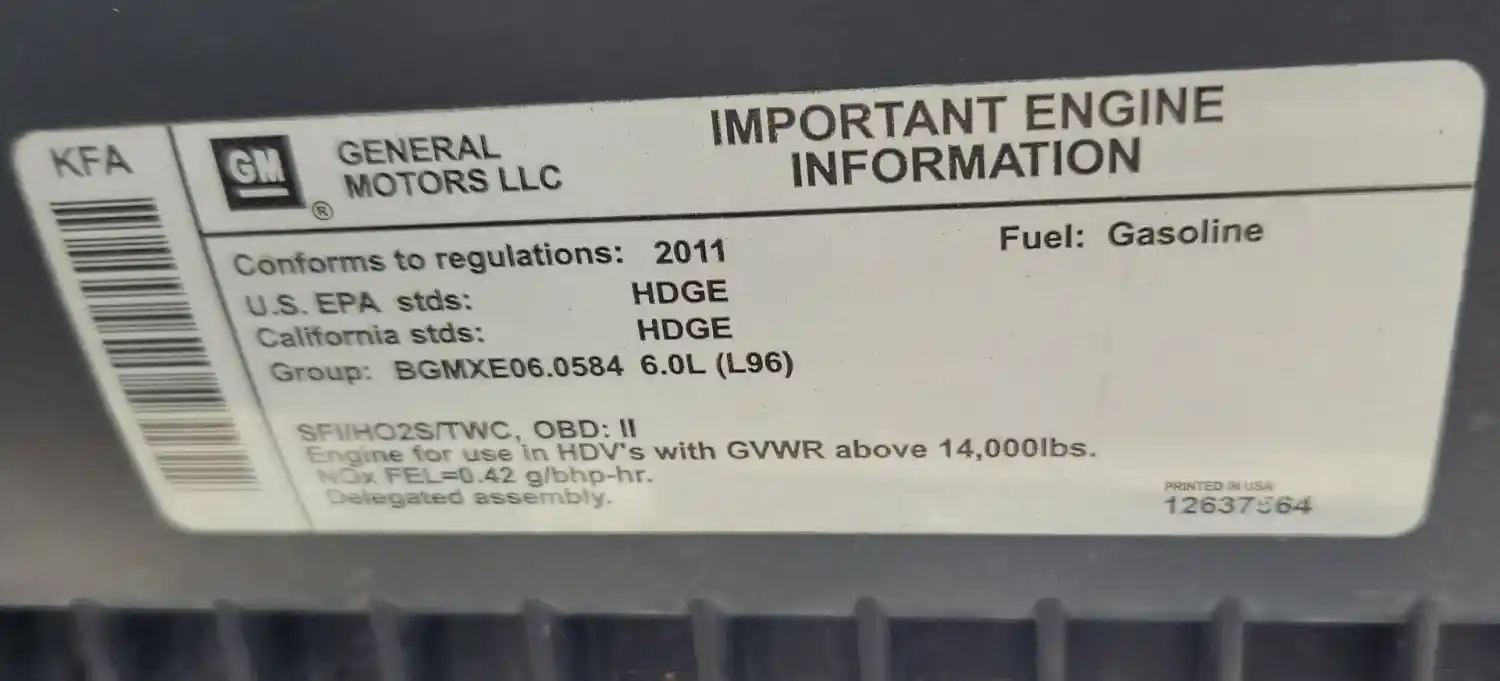 KFA
GM
®
GENERAL
MOTORS LLC
IMPORTANT ENGINE
INFORMATION
Conforms to regulations: 2011
Fuel: Gasoline
U.S. EPA stds: HDGE
California stds: HDGE
Group: BGMXE06.0584 6.0L (L96)
SFI/HO2S/TWC, OBD: II
Engine for use in HDV's with GVWR above 14,000lbs.
NOx FEL=0.42 g/bhp-hr.
Delegated assembly.
PRINTED IN USA
12637564